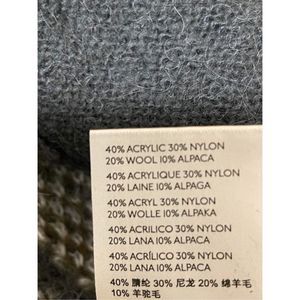 40% ACRYLIC 30% NYLON
20% WOOL 10% ALPACA
40% ACRYLIQUE 30% NYLON
20% LAINE 10% ALPAGA
40% ACRYL 30% NYLON
20% WOLLE 10% ALPAKA
40% ACRILICO 30% NYLON
20% LANA 10% ALPACA
40% ACRÍLICO 30% NYLON
20% LANA 10% ALPACA
40% 腈纶 30% 尼龙 20% 绵羊毛
10% 羊驼毛